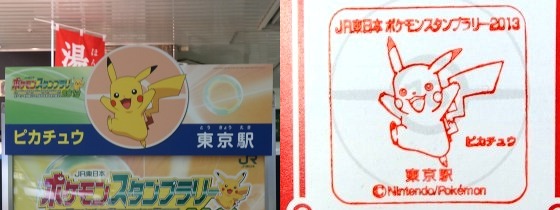 湯
ポケモンスタンプラリー
ピカチュウ
とう きょう えき
東京駅
JR
JR東日本
ポケモンスタンプラリー
JR東日本 ポケモンスタンプラリー2013
ピカチュウ
東京駅
©Nintendo/Pokémon